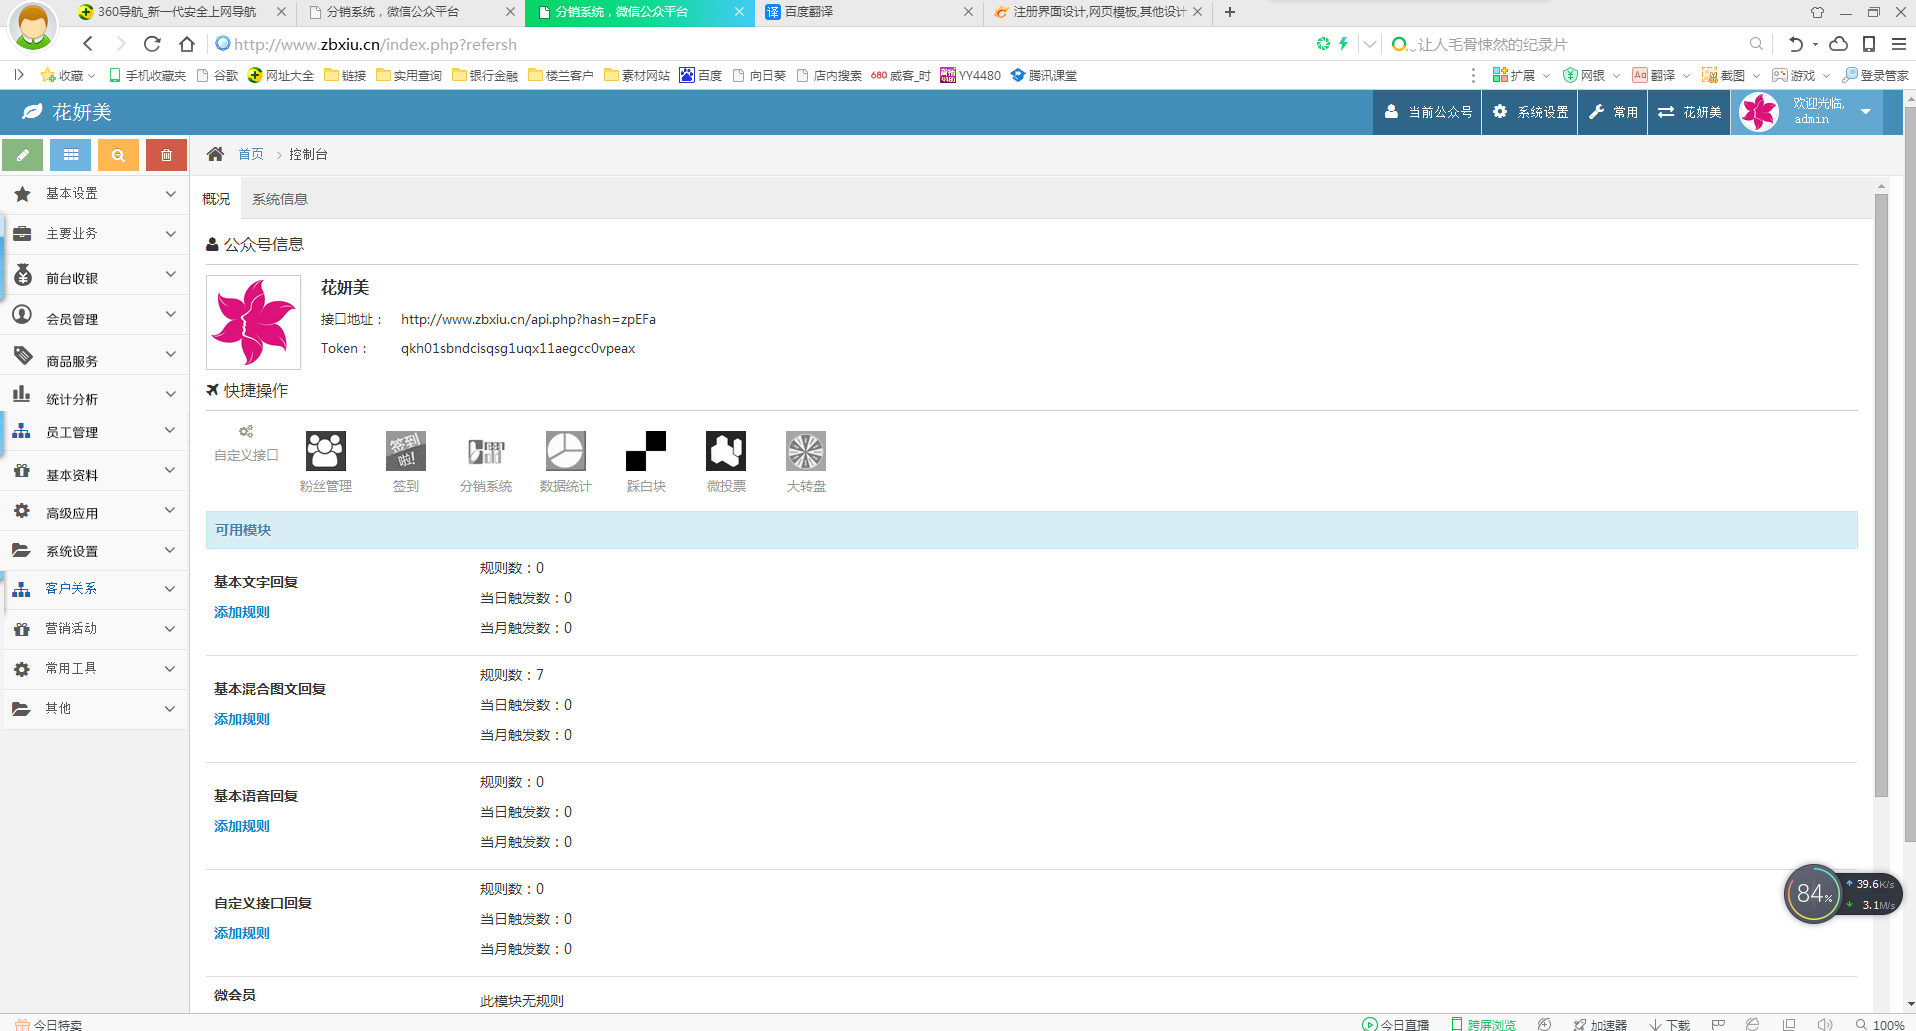 360导航_新一代安全上网导航
分销系统，微信公众平台
分销系统，微信公众平台
译 百度翻译
注册界面设计,网页模板,其他设计
http://www.zbxiu.cn/index.php?refersh
让人毛骨悚然的纪录片
收藏 手机收藏夹 谷歌 网址大全 链接 实用查询 银行金融 楼兰客户 素材网站 百度 向日葵 店内搜索 680 威客_时 YY4480 腾讯课堂
扩展 网银 Aa 翻译 截图 游戏 登录管家
花妍美
当前公众号 系统设置 常用 花妍美 欢迎光临,
admin
首页 控制台
基本设置
主要业务
前台收银
会员管理
商品服务
统计分析
员工管理
基本资料
高级应用
系统设置
客户关系
营销活动
常用工具
其他
概况 系统信息
公众号信息
花妍美
接口地址： http://www.zbxiu.cn/api.php?hash=zpEFa
Token： qkh01sbndcisqsg1uqx11aegcc0vpeax
快捷操作
签到
啦!
自定义接口 粉丝管理 签到 分销系统 数据统计 踩白块 微投票 大转盘
可用模块
基本文字回复
添加规则
规则数：0
当日触发数：0
当月触发数：0
基本混合图文回复
添加规则
规则数：7
当日触发数：0
当月触发数：0
基本语音回复
添加规则
规则数：0
当日触发数：0
当月触发数：0
自定义接口回复
添加规则
规则数：0
当日触发数：0
当月触发数：0
微会员
此模块无规则
84%
39.6K/s
3.1M/s
今日特卖
今日直播 跨屏浏览 加速器 下载 100%